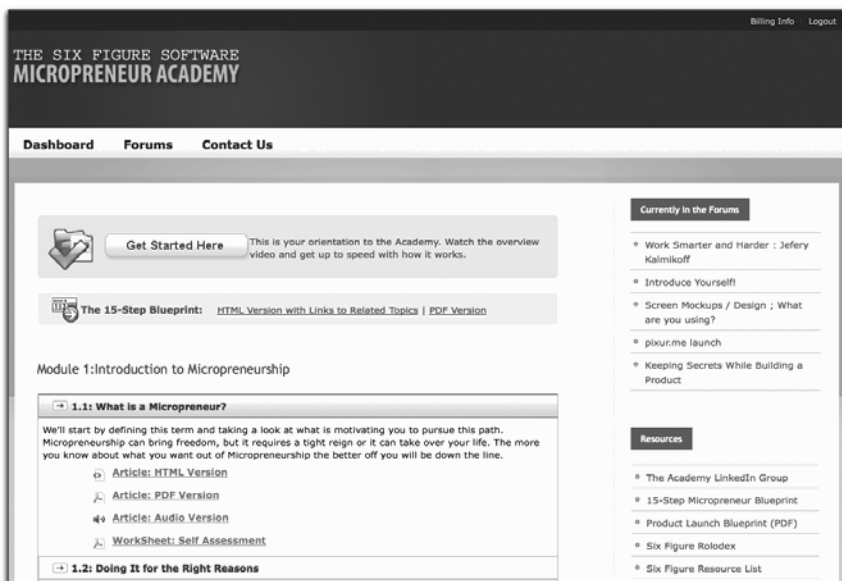 Billing Info Logout
THE SIX FIGURE SOFTWARE
MICROPRENEUR ACADEMY
Dashboard Forums Contact Us
Get Started Here
This is your orientation to the Academy. Watch the overview
video and get up to speed with how it works.
The 15-Step Blueprint: HTML Version with Links to Related Topics | PDF Version
Module 1:Introduction to Micropreneurship
1.1: What is a Micropreneur?
We'll start by defining this term and taking a look at what is motivating you to pursue this path.
Micropreneurship can bring freedom, but it requires a tight reign or it can take over your life. The more
you know about what you want out of Micropreneurship the better off you will be down the line.
Article: HTML Version
Article: PDF Version
Article: Audio Version
WorkSheet: Self Assessment
1.2: Doing It for the Right Reasons
Currently in the Forums
Work Smarter and Harder : Jefery
Kalmikoff
Introduce Yourself!
Screen Mockups / Design ; What
are you using?
pixur.me launch
Keeping Secrets While Building a
Product
Resources
The Academy LinkedIn Group
15-Step Micropreneur Blueprint
Product Launch Blueprint (PDF)
Six Figure Rolodex
Six Figure Resource List